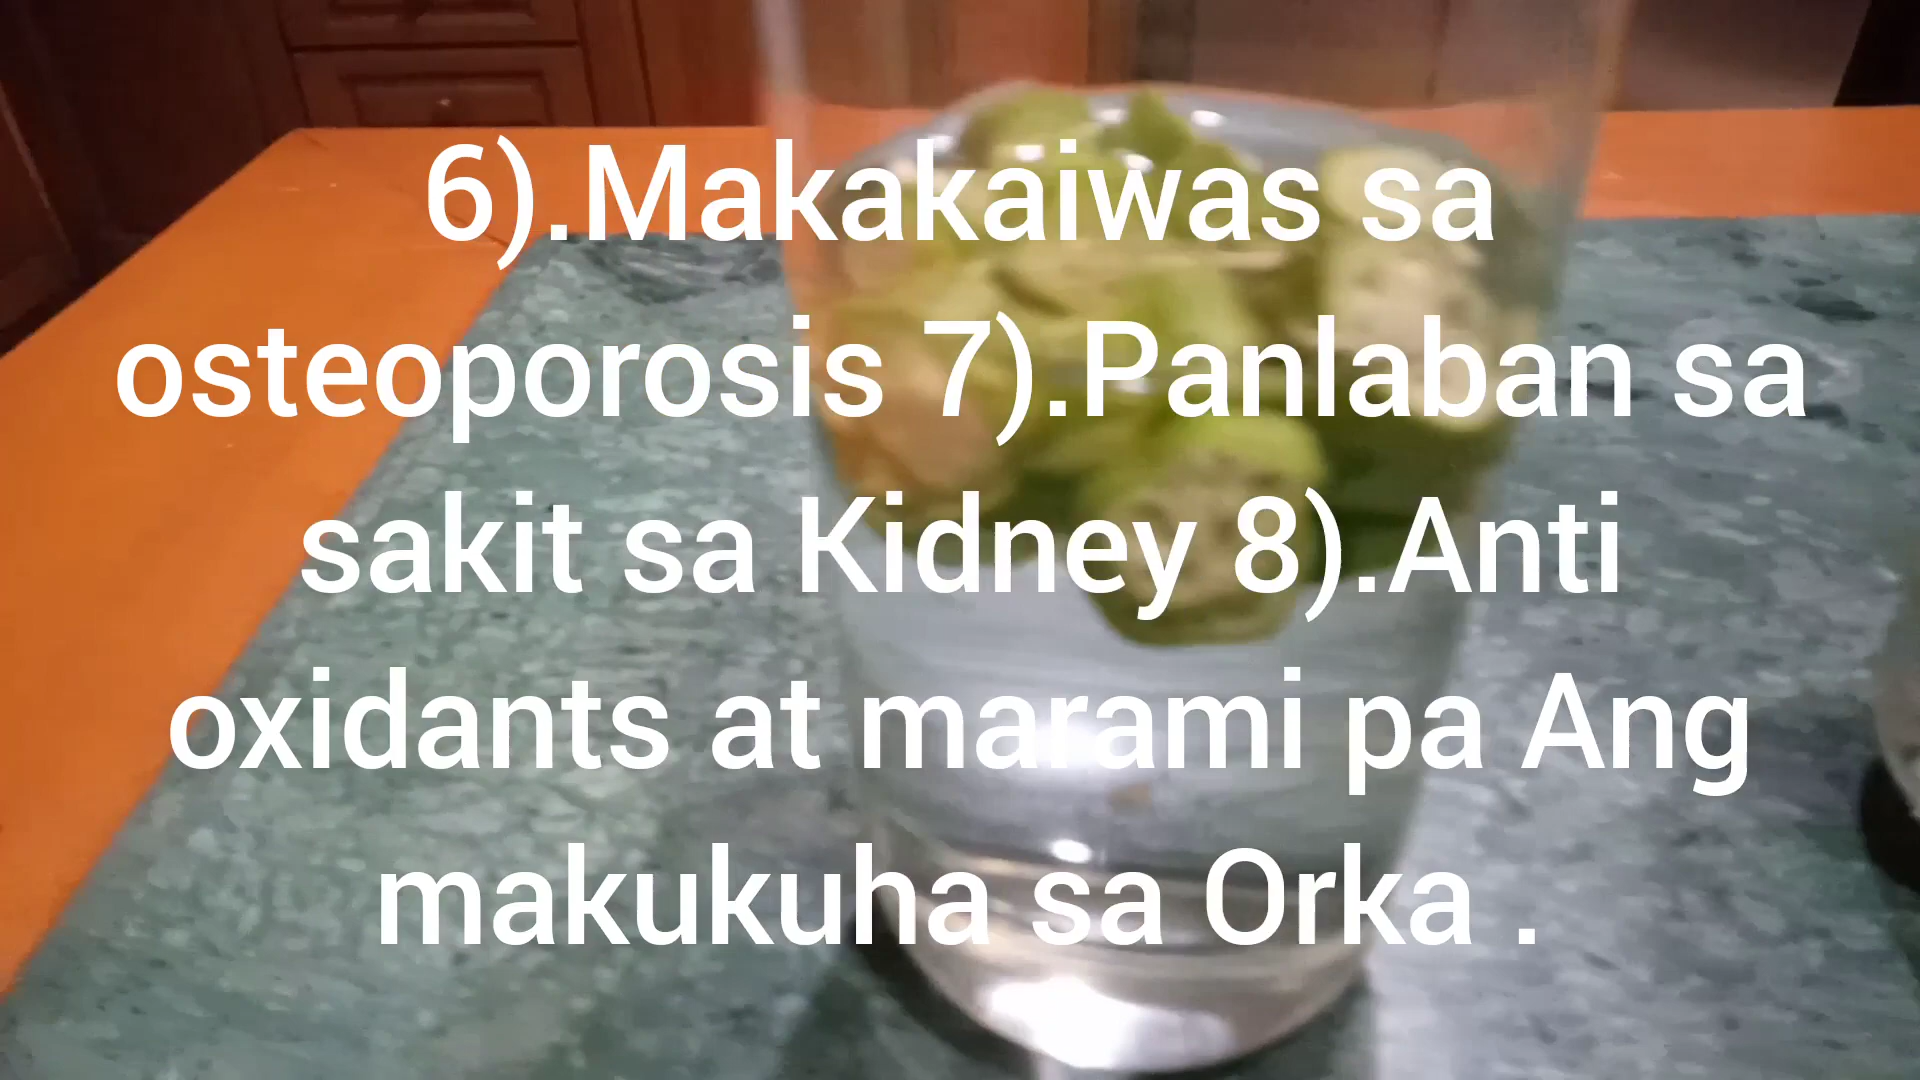 6).Makakaiwas sa
osteoporosis 7).Panlaban sa
sakit sa Kidney 8).Anti
oxidants at marami pa Ang
makukuha sa Orka .